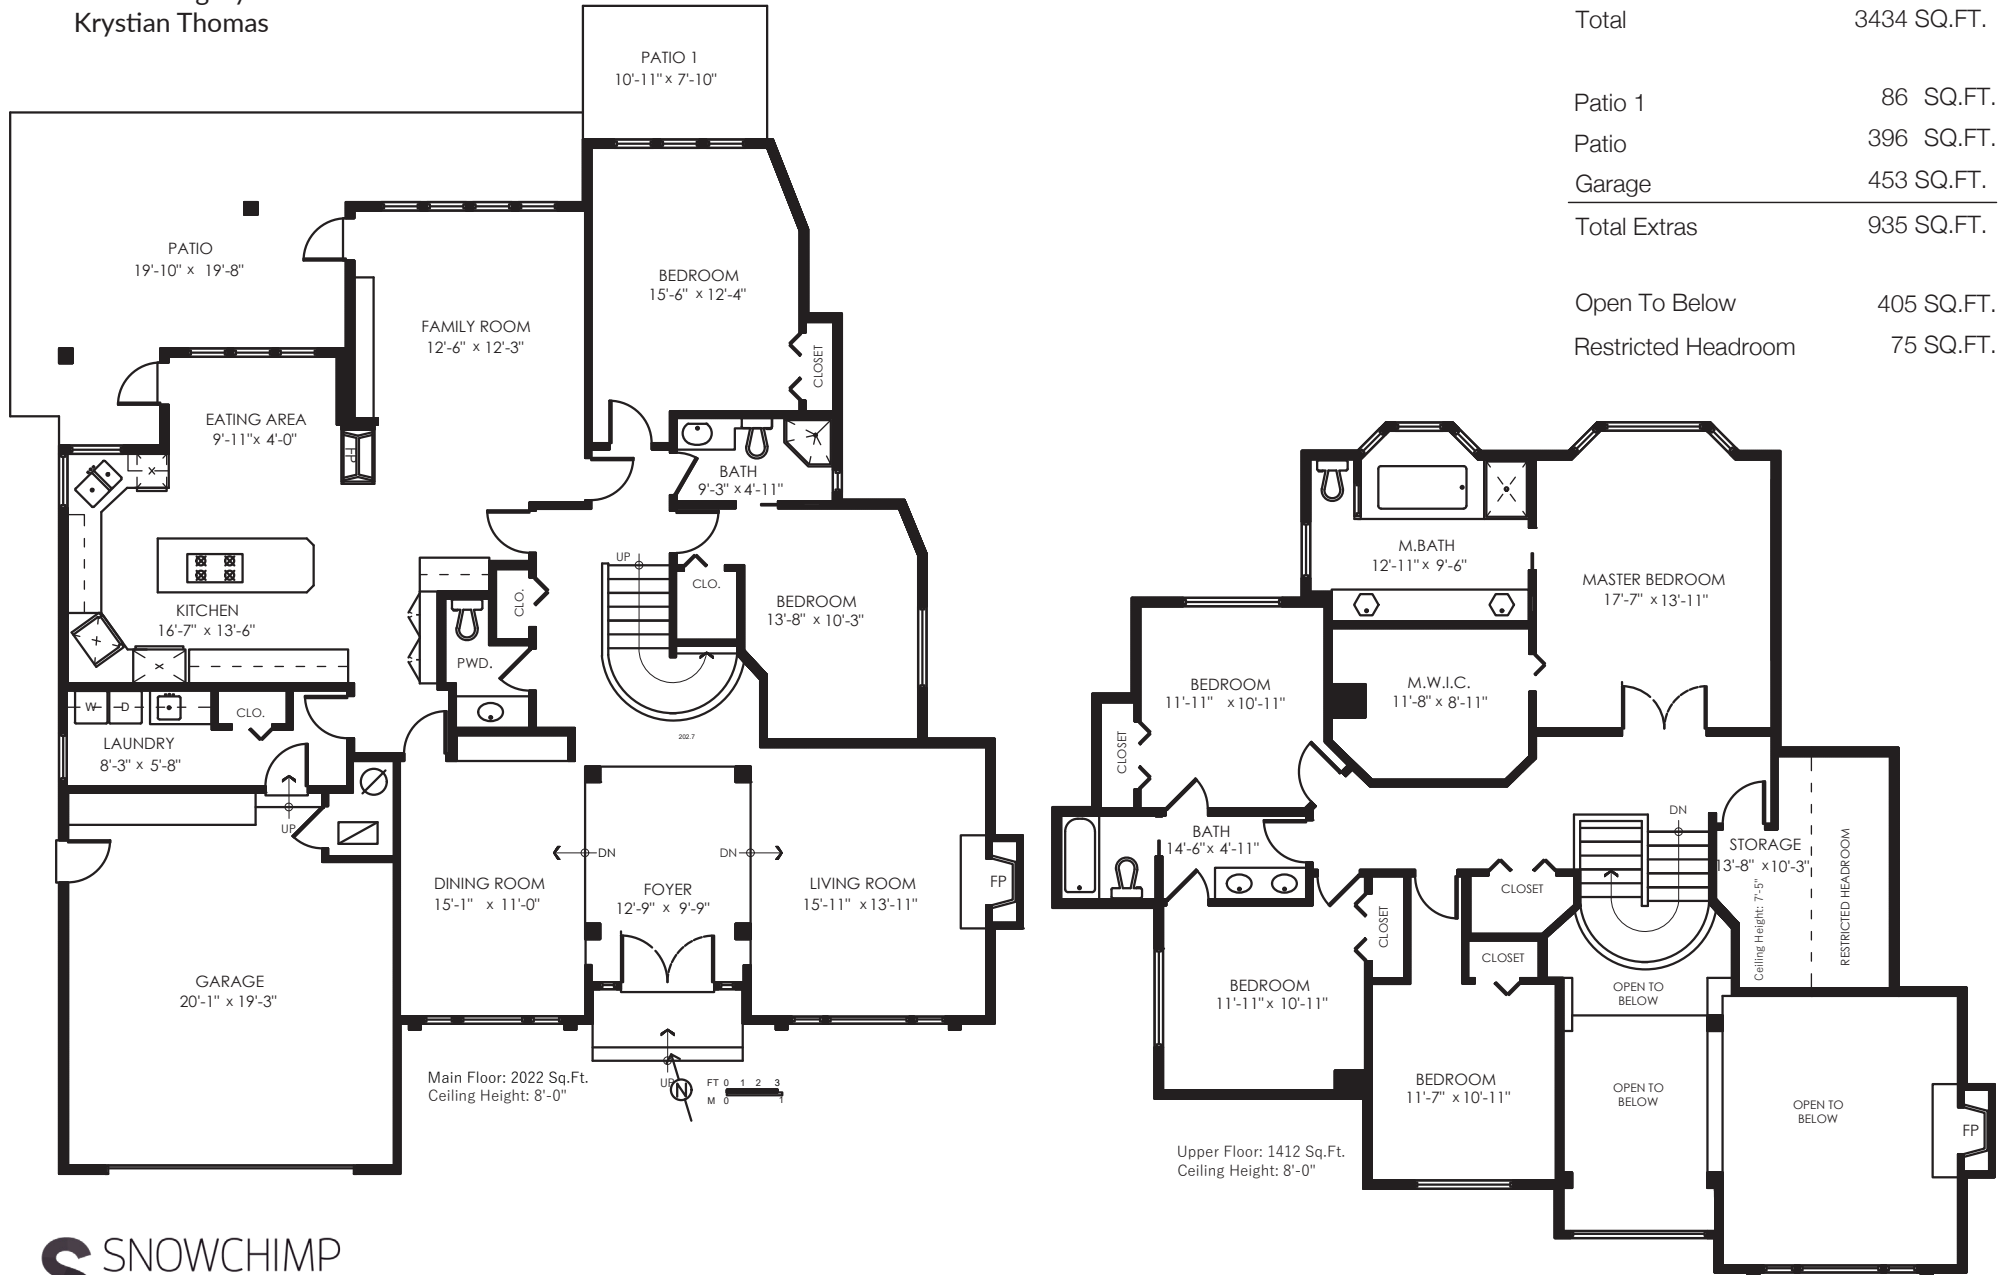 Krystian Thomas
Total 3434 SQ.FT.
Patio 1 86 SQ.FT.
Patio 396 SQ.FT.
Garage 453 SQ.FT.
Total Extras 935 SQ.FT.
Open To Below 405 SQ.FT.
Restricted Headroom 75 SQ.FT.
PATIO 1
10'-11" x 7'-10"
PATIO
19'-10" x 19'-8"
BEDROOM
15'-6" x 12'-4"
FAMILY ROOM
12'-6" x 12'-3"
CLOSET
EATING AREA
9'-11" x 4'-0"
FP
BATH
9'-3" x 4'-11"
UP
CLO.
CLO.
BEDROOM
13'-8" x 10'-3"
KITCHEN
16'-7" x 13'-6"
PWD.
W
D
CLO.
LAUNDRY
8'-3" x 5'-8"
202.7
UP
DN
DN
DINING ROOM
15'-1" x 11'-0"
FOYER
12'-9" x 9'-9"
LIVING ROOM
15'-11" x 13'-11"
FP
GARAGE
20'-1" x 19'-3"
UP
N
FT 0 1 2 3
M 0 1
Main Floor: 2022 Sq.Ft.
Ceiling Height: 8'-0"
M.BATH
12'-11" x 9'-6"
MASTER BEDROOM
17'-7" x 13'-11"
BEDROOM
11'-11" x 10'-11"
M.W.I.C.
11'-8" x 8'-11"
CLOSET
DN
BATH
14'-6" x 4'-11"
STORAGE
13'-8" x 10'-3"
Ceiling Height: 7'-5"
RESTRICTED HEADROOM
CLOSET
CLOSET
CLOSET
BEDROOM
11'-11" x 10'-11"
OPEN TO
BELOW
BEDROOM
11'-7" x 10'-11"
OPEN TO
BELOW
OPEN TO
BELOW
FP
Upper Floor: 1412 Sq.Ft.
Ceiling Height: 8'-0"
SNOWCHIMP